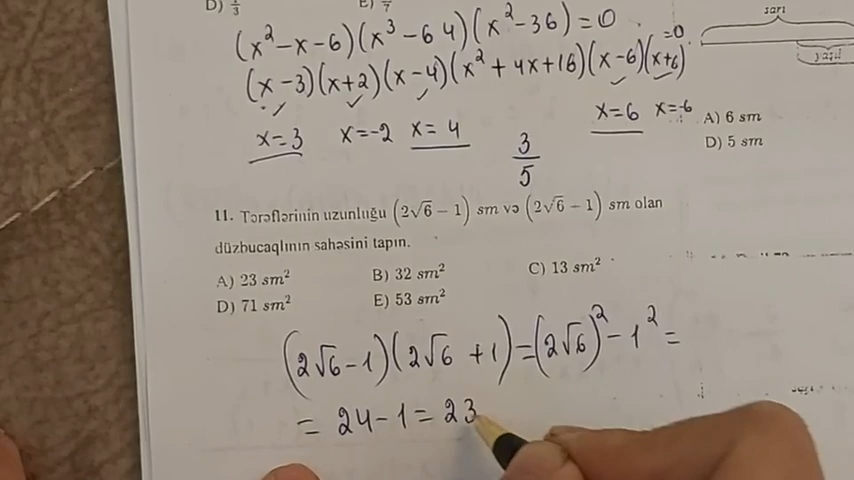 D) 1/3 E) 1/7
(x² - x - 6)(x³ - 64)(x² - 36) = 0
(x - 3)(x + 2)(x - 4)(x² + 4x + 16)(x - 6)(x + 6) = 0
x = 3 x = -2 x = 4 x = 6 x = -6
3/5
sarı
yaşıl
A) 6 sm
D) 5 sm
11. Tərəflərinin uzunluğu (2√6 - 1) sm və (2√6 - 1) sm olan
düzbucaqlının sahəsini tapın.
A) 23 sm² B) 32 sm² C) 13 sm²
D) 71 sm² E) 53 sm²
(2√6 - 1)(2√6 + 1) = (2√6)² - 1² =
= 24 - 1 = 23